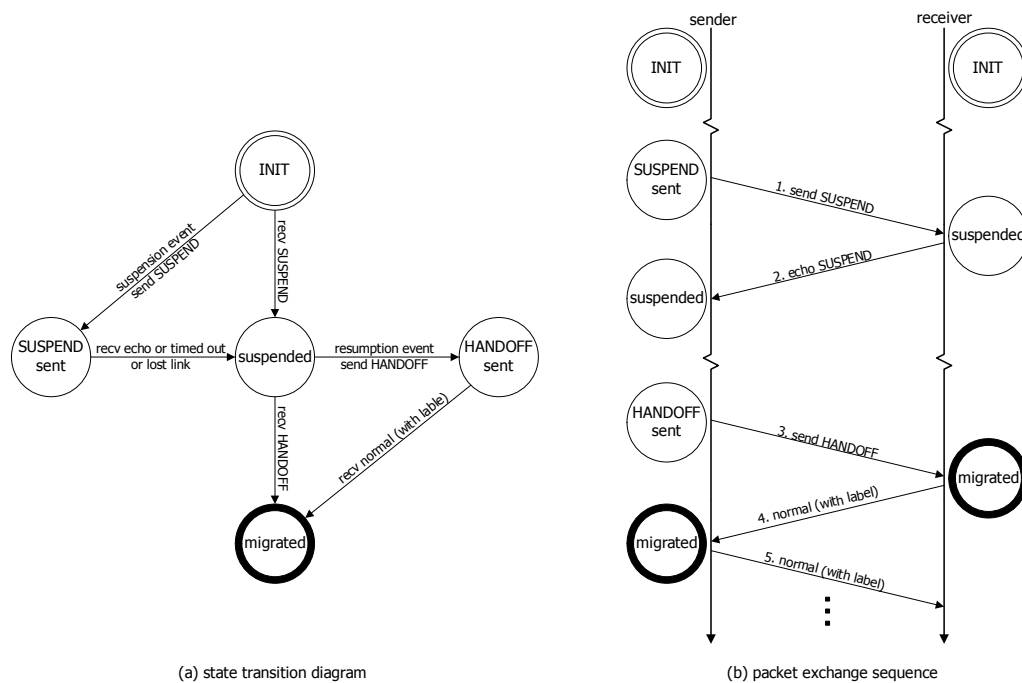 INIT
suspension event
send SUSPEND
recv SUSPEND
SUSPEND
sent
recv echo or timed out
or lost link
suspended
resumption event
send HANDOFF
HANDOFF
sent
recv HANDOFF
recv normal (with lable)
migrated
(a) state transition diagram
sender
receiver
INIT
INIT
SUSPEND
sent
1. send SUSPEND
suspended
2. echo SUSPEND
suspended
HANDOFF
sent
3. send HANDOFF
migrated
4. normal (with label)
migrated
5. normal (with label)
(b) packet exchange sequence